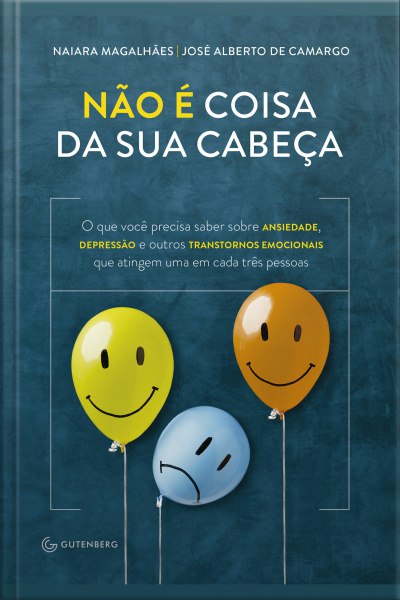 NAIARA MAGALHÃES | JOSÉ ALBERTO DE CAMARGO
NÃO É COISA
DA SUA CABEÇA
O que você precisa saber sobre ANSIEDADE,
DEPRESSÃO e outros TRANSTORNOS EMOCIONAIS
que atingem uma em cada três pessoas
GUTENBERG